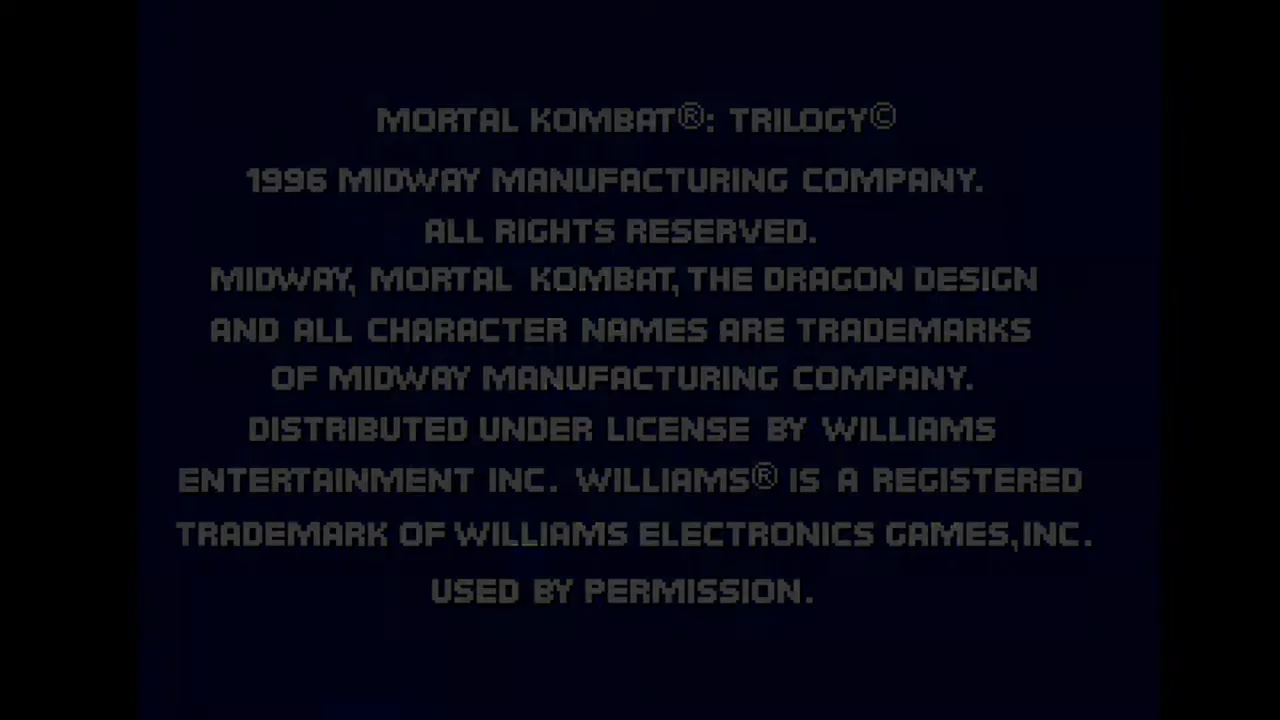 MORTAL KOMBAT®: TRILOGY©
1996 MIDWAY MANUFACTURING COMPANY.
ALL RIGHTS RESERVED.
MIDWAY, MORTAL KOMBAT, THE DRAGON DESIGN
AND ALL CHARACTER NAMES ARE TRADEMARKS
OF MIDWAY MANUFACTURING COMPANY.
DISTRIBUTED UNDER LICENSE BY WILLIAMS
ENTERTAINMENT INC. WILLIAMS® IS A REGISTERED
TRADEMARK OF WILLIAMS ELECTRONICS GAMES,INC.
USED BY PERMISSION.